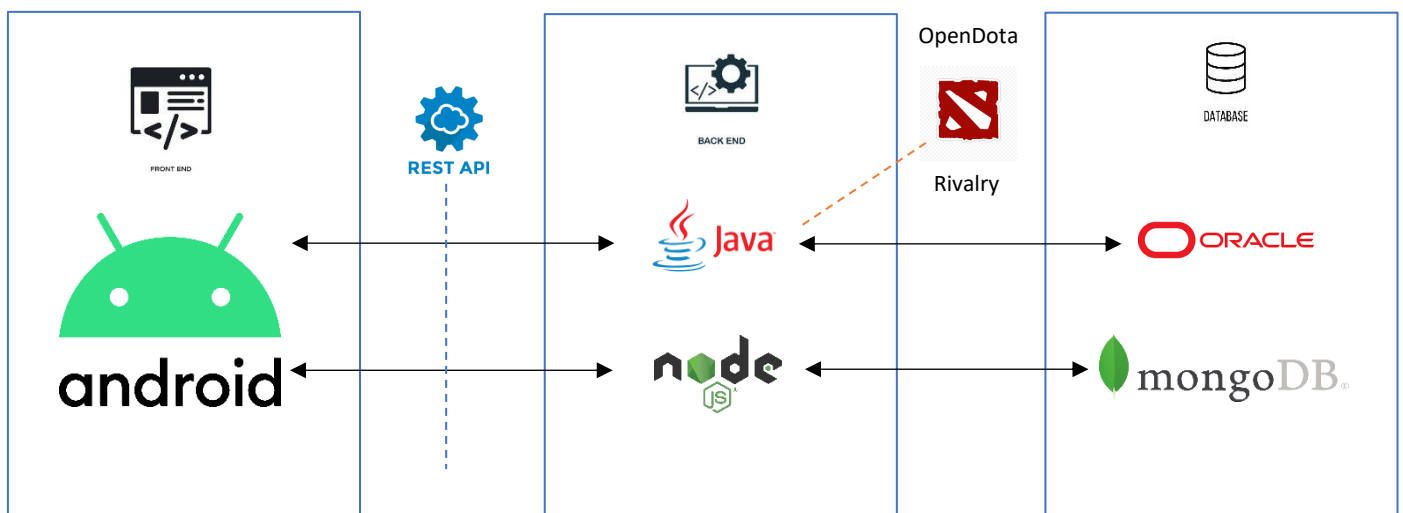 OpenDota
</>
</>
FRONT END
REST API
BACK END
DATABASE
Rivalry
Java
ORACLE
android
node
JS
mongoDB®